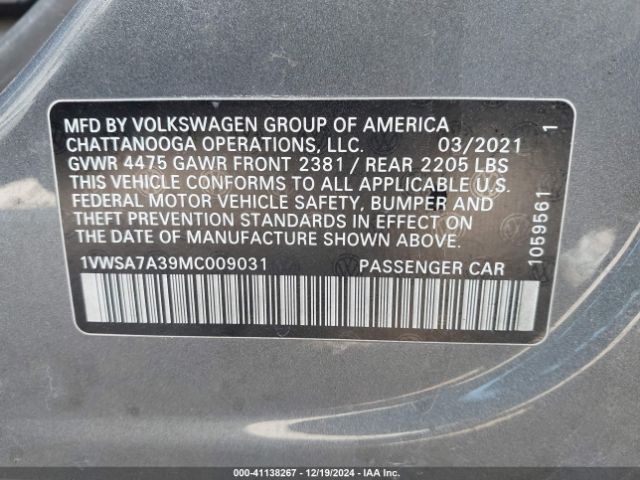 MFD BY VOLKSWAGEN GROUP OF AMERICA
CHATTANOOGA OPERATIONS, LLC. 03/2021
GVWR 4475 GAWR FRONT 2381 / REAR 2205 LBS
THIS VEHICLE CONFORMS TO ALL APPLICABLE U.S.
FEDERAL MOTOR VEHICLE SAFETY, BUMPER AND
THEFT PREVENTION STANDARDS IN EFFECT ON
THE DATE OF MANUFACTURE SHOWN ABOVE.
1VWSA7A39MC009031 PASSENGER CAR
1059561 1
000-41138267 - 12/19/2024 - IAA Inc.